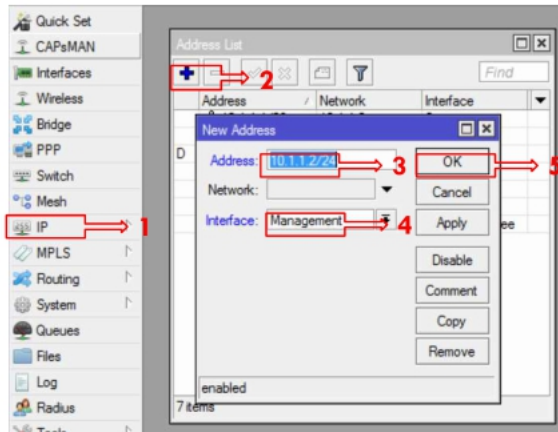 Quick Set
CAPsMAN
Interfaces
Wireless
Bridge
PPP
Switch
Mesh
IP
1
MPLS
Routing
System
Queues
Files
Log
Radius
Tools
Address List
2
Find
Address / Network Interface
D
New Address
Address: 10.1.1.2/24 3
Network:
Interface: Management 4
OK 5
Cancel
Apply
Disable
Comment
Copy
Remove
enabled
7 items